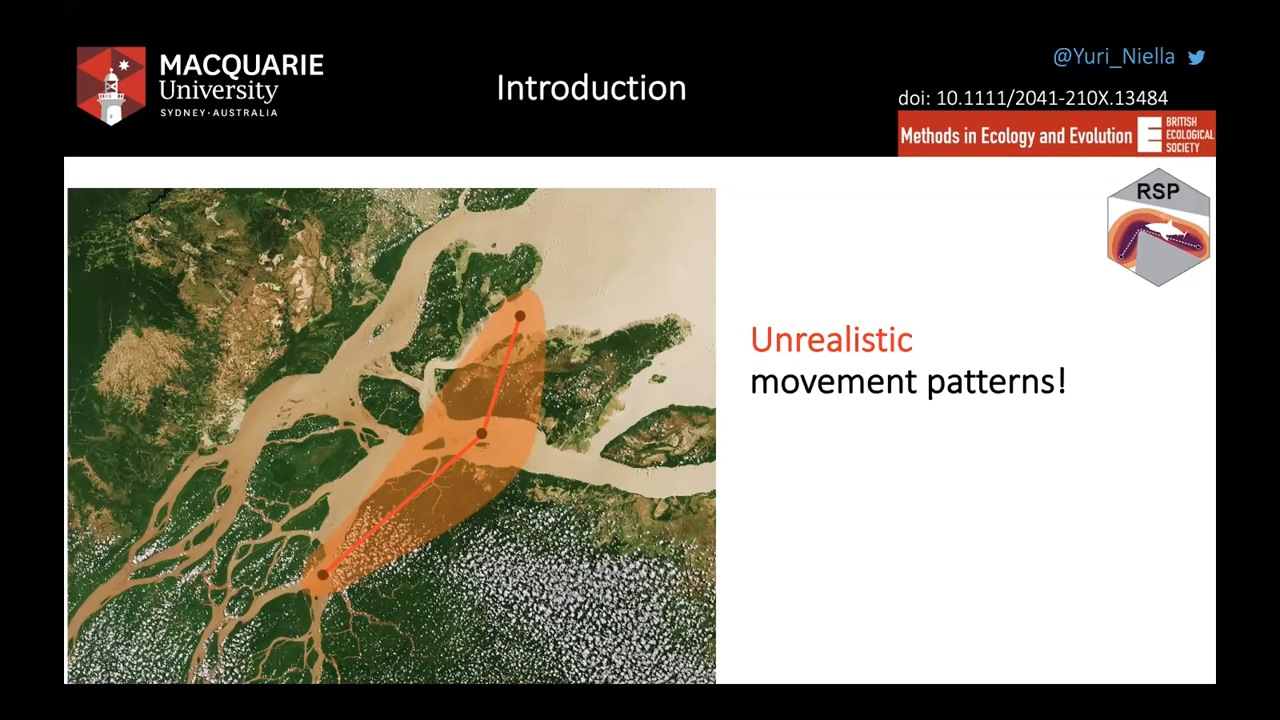 MACQUARIE
University
SYDNEY·AUSTRALIA
Introduction
@Yuri_Niella
doi: 10.1111/2041-210X.13484
Methods in Ecology and Evolution
BRITISH
ECOLOGICAL
SOCIETY
RSP
Unrealistic
movement patterns!